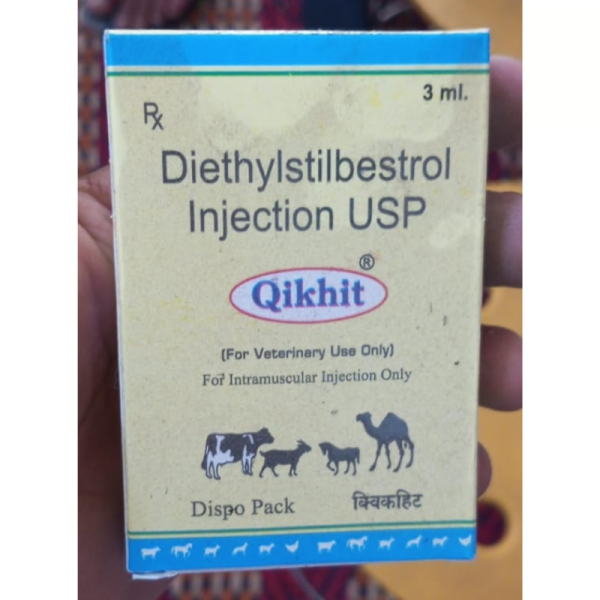 3 ml.
Rx
Diethylstilbestrol
Injection USP
Qikhit®
(For Veterinary Use Only)
For Intramuscular Injection Only
Dispo Pack क्विकहिट